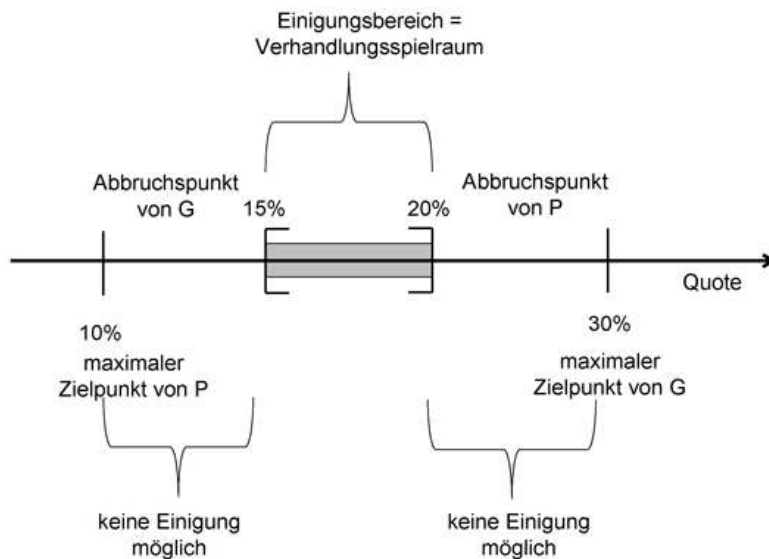 Einigungsbereich =
Verhandlungsspielraum
Abbruchspunkt
von G
15%
20%
Abbruchspunkt
von P
Quote
10%
maximaler
Zielpunkt von P
30%
maximaler
Zielpunkt von G
keine Einigung
möglich
keine Einigung
möglich